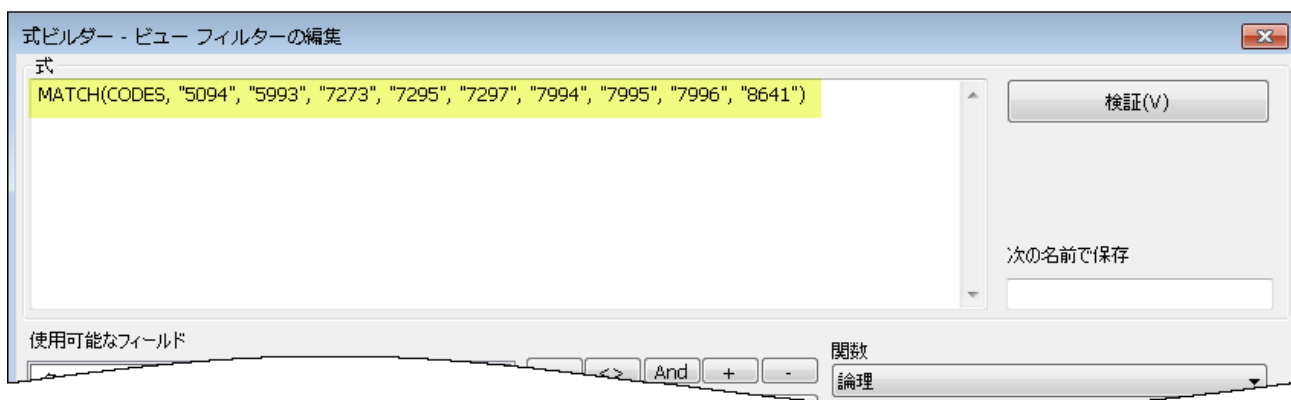 式ビルダー - ビュー フィルターの編集
式
MATCH(CODES, "5094", "5993", "7273", "7295", "7297", "7994", "7995", "7996", "8641")
検証(V)
次の名前で保存
使用可能なフィールド
<> And + -
関数
論理